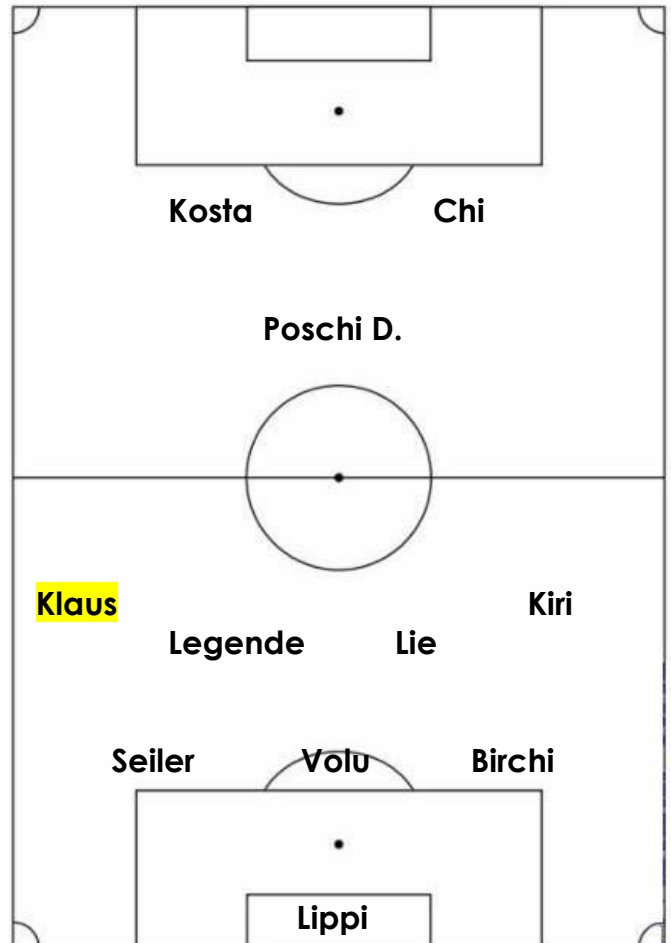 Kosta Chi
Poschi D.
Klaus Kiri
Legende Lie
Seiler Volu Birchi
Lippi